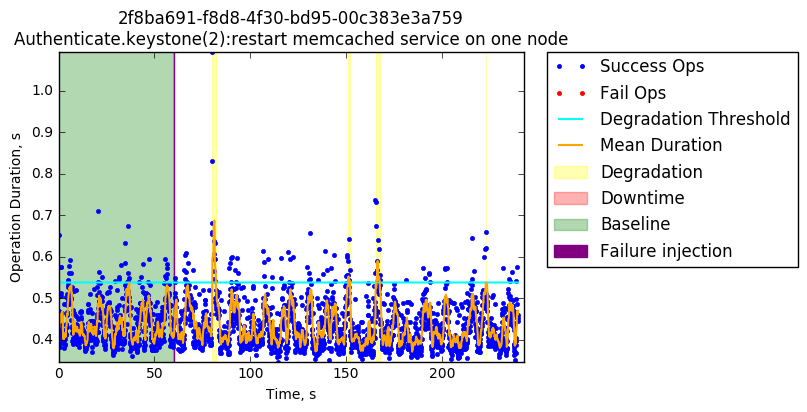 2f8ba691-f8d8-4f30-bd95-00c383e3a759
Authenticate.keystone(2):restart memcached service on one node
Operation Duration, s
1.0
0.9
0.8
0.7
0.6
0.5
0.4
0
50
100
150
200
Time, s
Success Ops
Fail Ops
Degradation Threshold
Mean Duration
Degradation
Downtime
Baseline
Failure injection